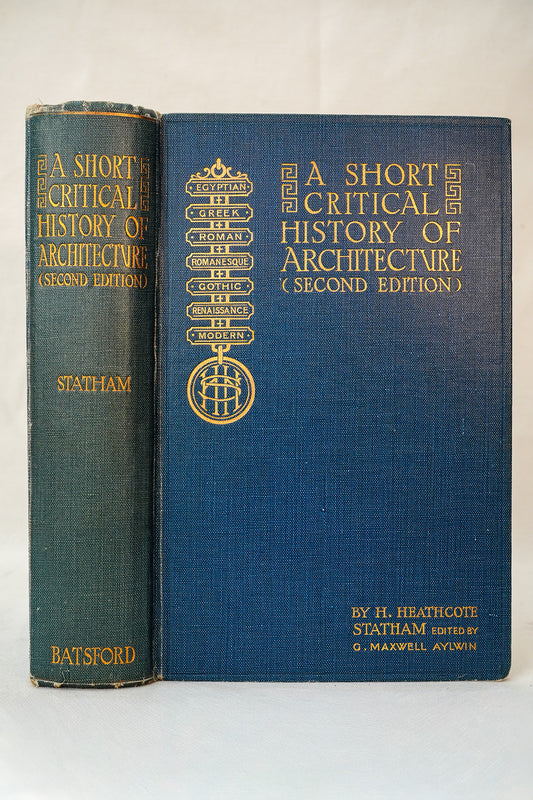 A SHORT
CRITICAL
HISTORY OF
ARCHITECTVRE
(SECOND EDITION)
STATHAM
BATSFORD
EGYPTIAN
GREEK
ROMAN
ROMANESQUE
GOTHIC
RENAISSANCE
MODERN
A SHORT
CRITICAL
HISTORY OF
ARCHITECTVRE
(SECOND EDITION)
BY H. HEATHCOTE
STATHAM EDITED BY
G. MAXWELL AYLWIN